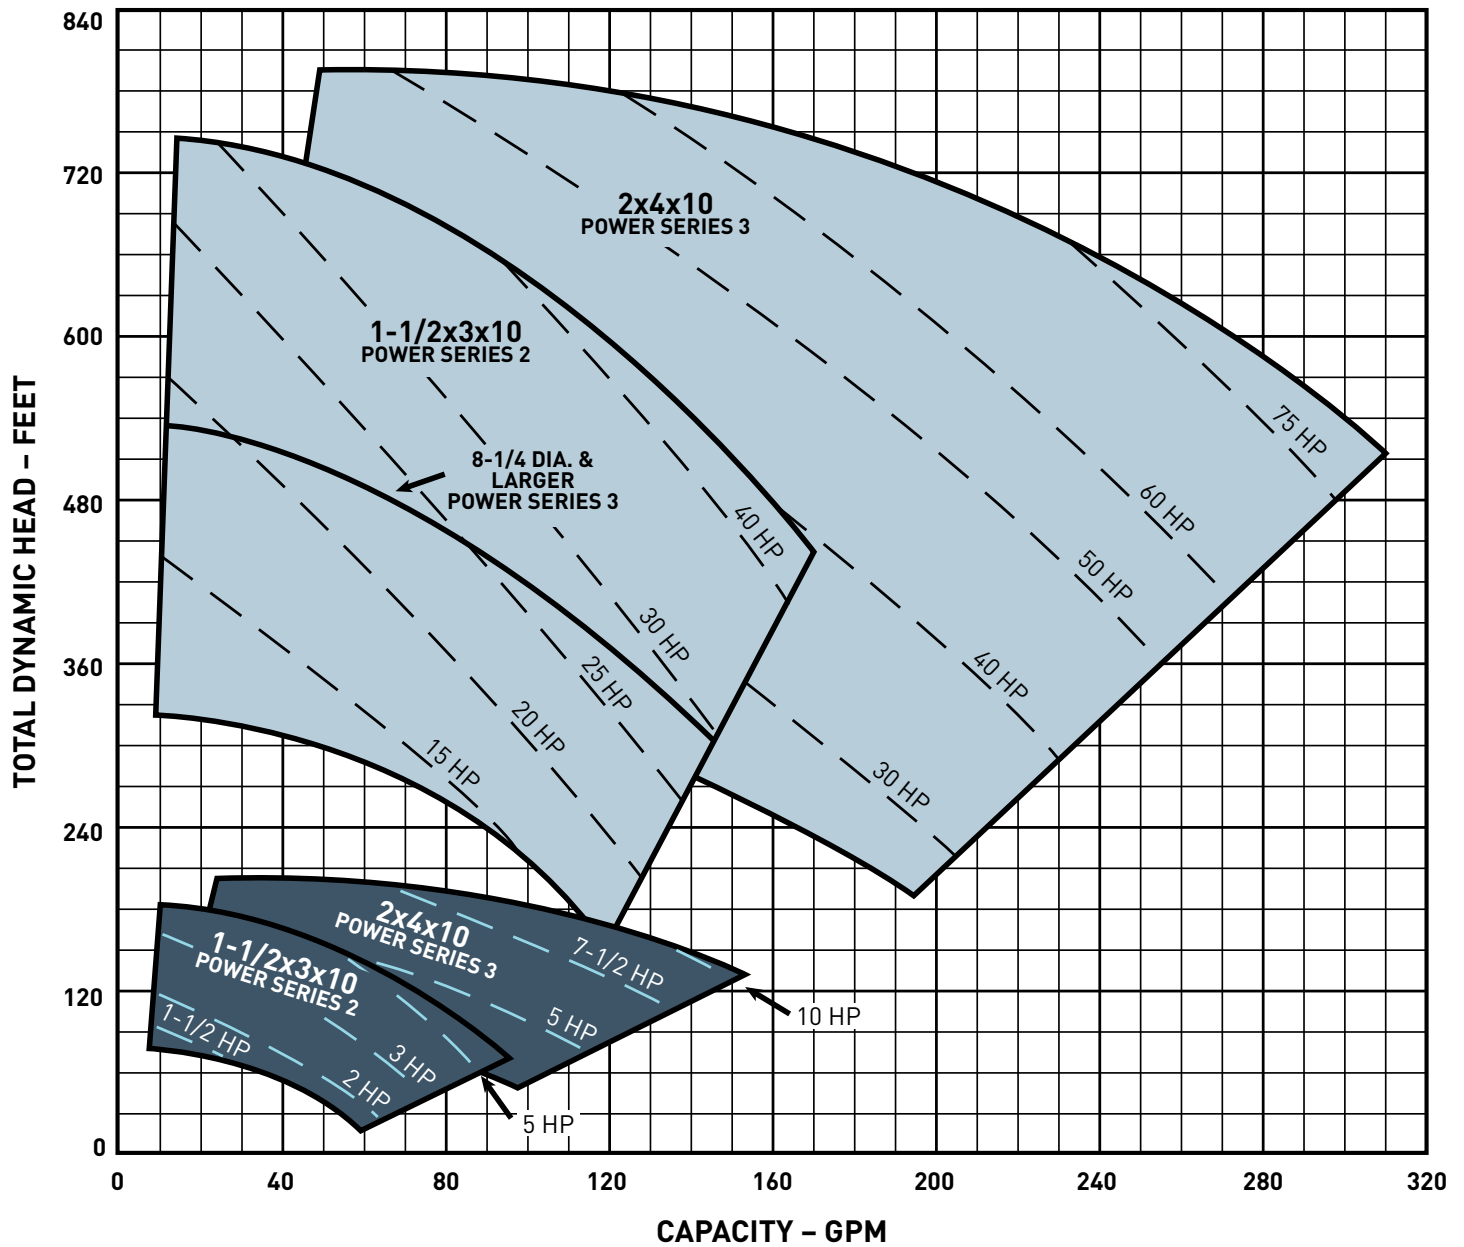 840
720
600
480
360
240
120
0
TOTAL DYNAMIC HEAD – FEET
2x4x10
POWER SERIES 3
1-1/2x3x10
POWER SERIES 2
8-1/4 DIA. &
LARGER
POWER SERIES 3
75 HP
60 HP
50 HP
40 HP
30 HP
40 HP
30 HP
25 HP
20 HP
15 HP
2x4x10
POWER SERIES 3
1-1/2x3x10
POWER SERIES 2
7-1/2 HP
10 HP
5 HP
1-1/2 HP
3 HP
2 HP
5 HP
0
40
80
120
160
200
240
280
320
CAPACITY – GPM